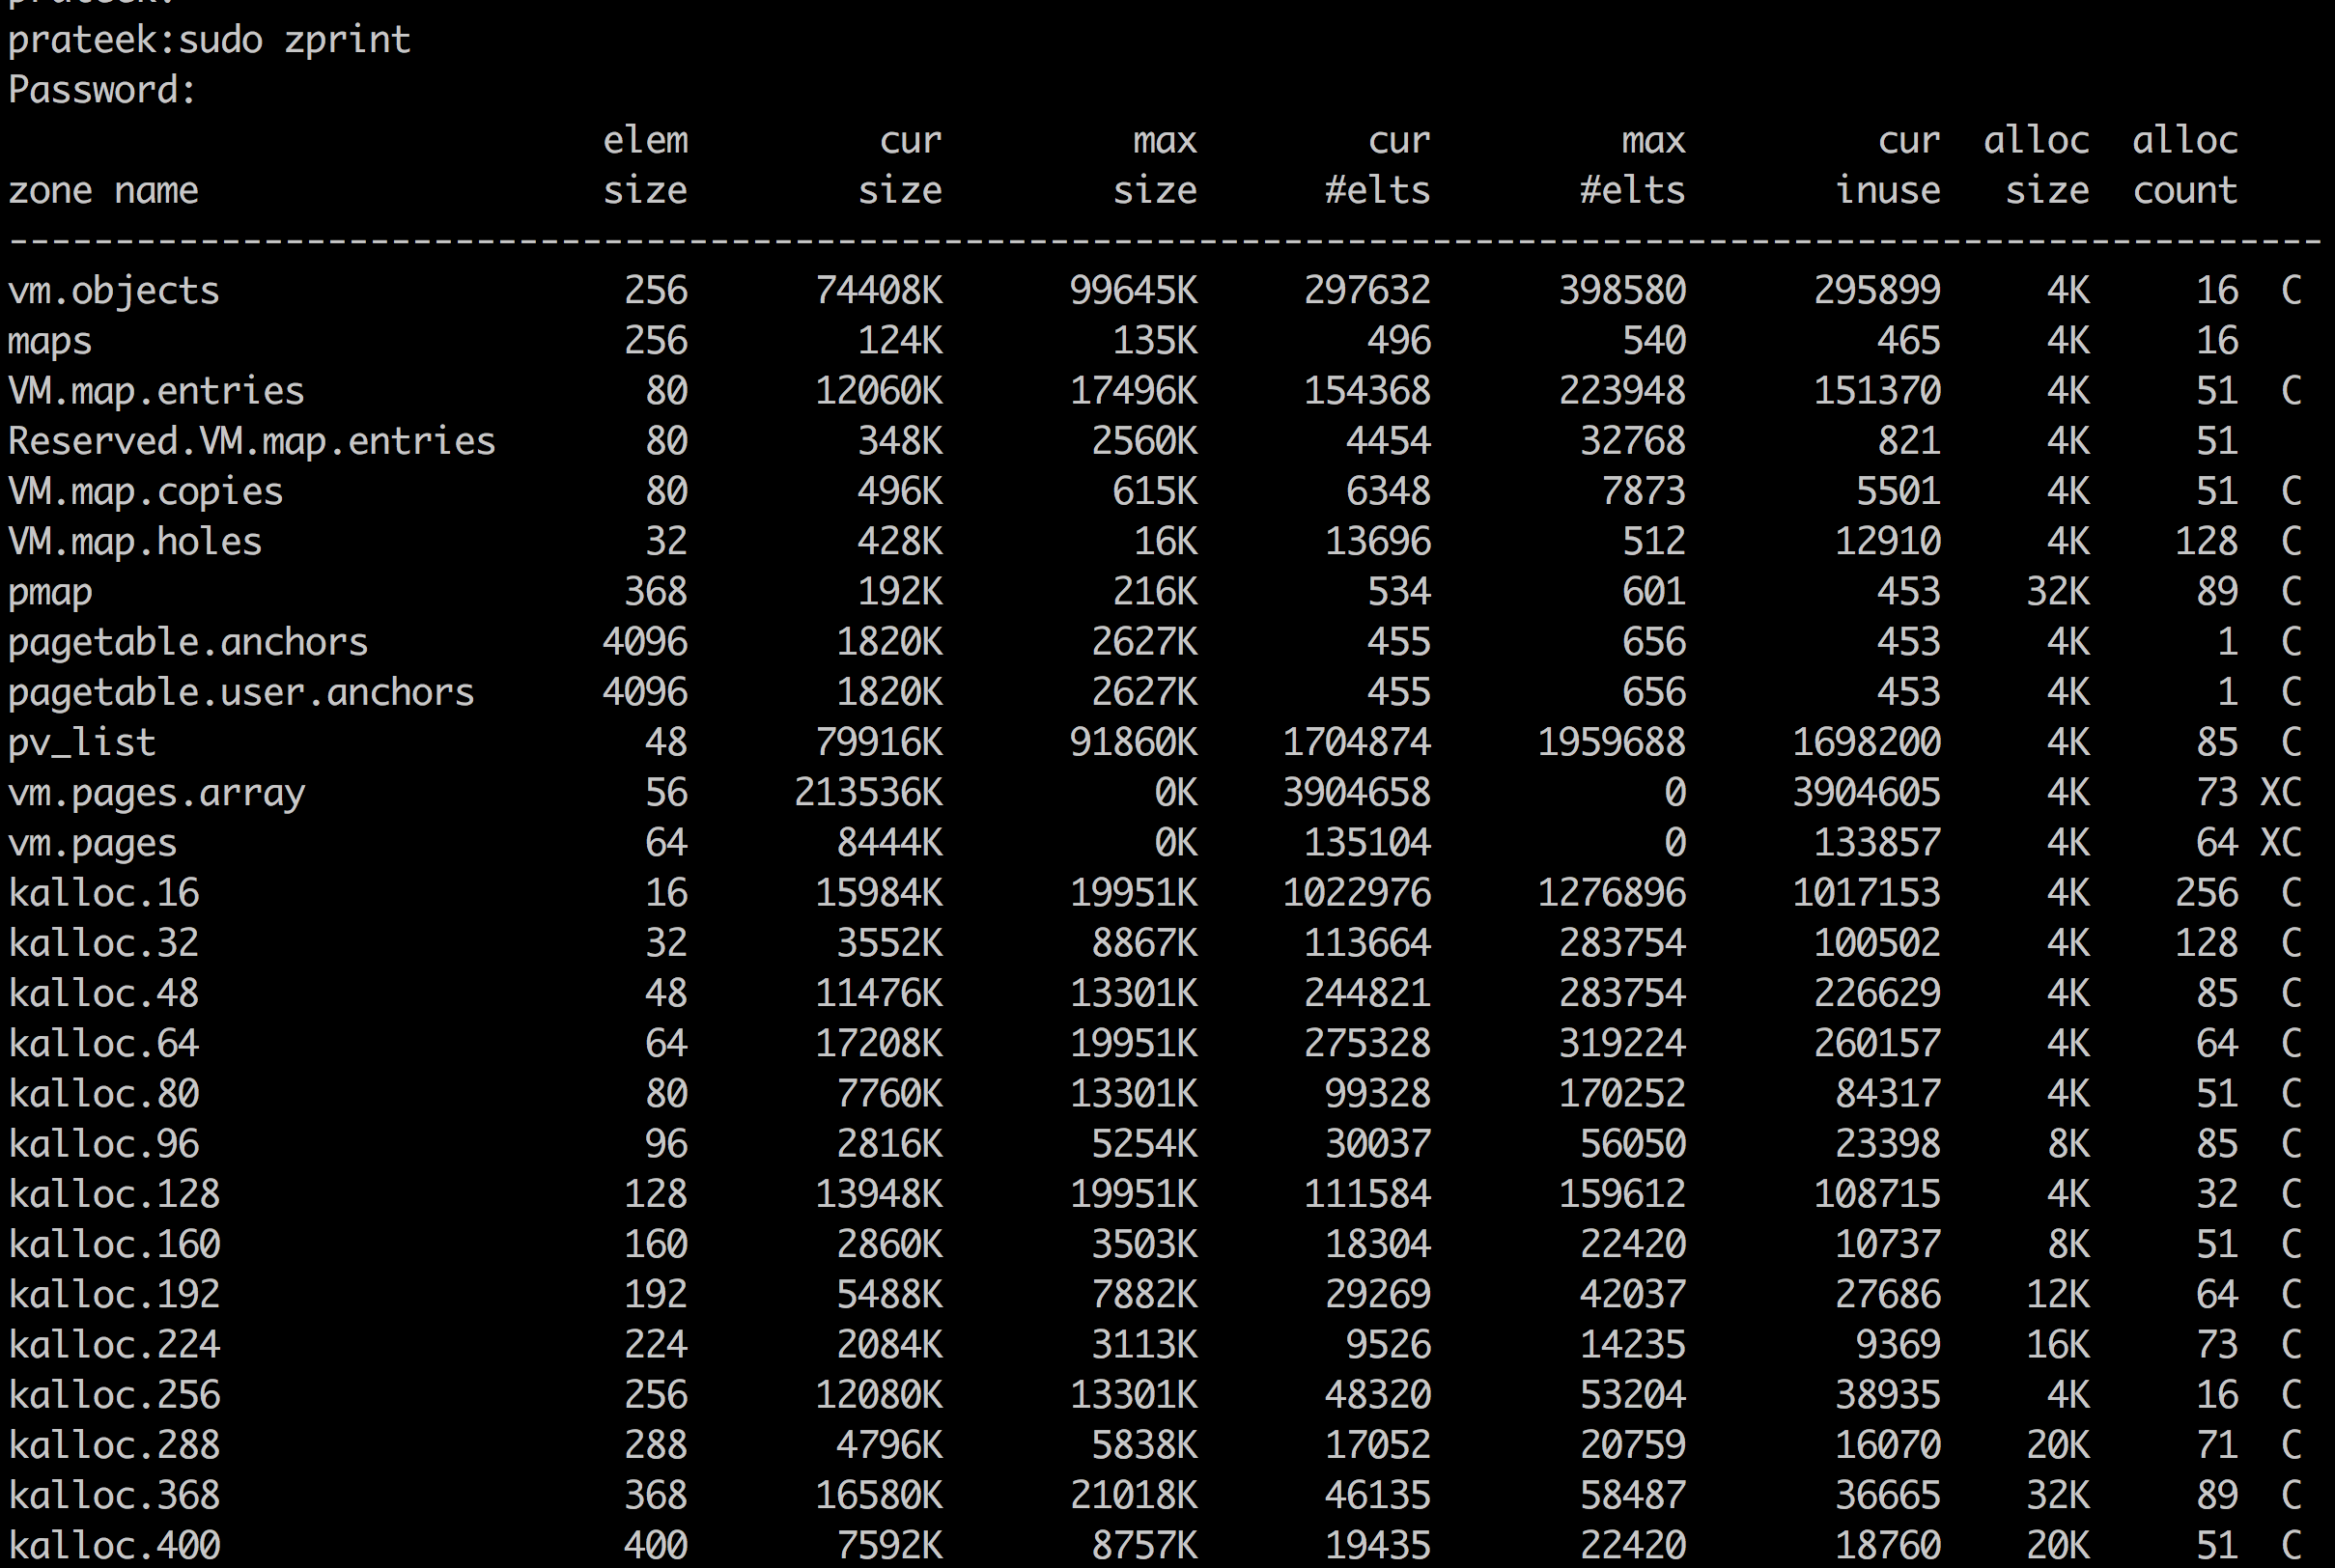 prateek:
prateek:sudo zprint
Password:
elem cur max cur max cur alloc alloc
zone name size size size #elts #elts inuse size count
-------------------------------------------------------------------------------------------------------------
vm.objects 256 74408K 99645K 297632 398580 295899 4K 16 C
maps 256 124K 135K 496 540 465 4K 16
VM.map.entries 80 12060K 17496K 154368 223948 151370 4K 51 C
Reserved.VM.map.entries 80 348K 2560K 4454 32768 821 4K 51
VM.map.copies 80 496K 615K 6348 7873 5501 4K 51 C
VM.map.holes 32 428K 16K 13696 512 12910 4K 128 C
pmap 368 192K 216K 534 601 453 32K 89 C
pagetable.anchors 4096 1820K 2627K 455 656 453 4K 1 C
pagetable.user.anchors 4096 1820K 2627K 455 656 453 4K 1 C
pv_list 48 79916K 91860K 1704874 1959688 1698200 4K 85 C
vm.pages.array 56 213536K 0K 3904658 0 3904605 4K 73 XC
vm.pages 64 8444K 0K 135104 0 133857 4K 64 XC
kalloc.16 16 15984K 19951K 1022976 1276896 1017153 4K 256 C
kalloc.32 32 3552K 8867K 113664 283754 100502 4K 128 C
kalloc.48 48 11476K 13301K 244821 283754 226629 4K 85 C
kalloc.64 64 17208K 19951K 275328 319224 260157 4K 64 C
kalloc.80 80 7760K 13301K 99328 170252 84317 4K 51 C
kalloc.96 96 2816K 5254K 30037 56050 23398 8K 85 C
kalloc.128 128 13948K 19951K 111584 159612 108715 4K 32 C
kalloc.160 160 2860K 3503K 18304 22420 10737 8K 51 C
kalloc.192 192 5488K 7882K 29269 42037 27686 12K 64 C
kalloc.224 224 2084K 3113K 9526 14235 9369 16K 73 C
kalloc.256 256 12080K 13301K 48320 53204 38935 4K 16 C
kalloc.288 288 4796K 5838K 17052 20759 16070 20K 71 C
kalloc.368 368 16580K 21018K 46135 58487 36665 32K 89 C
kalloc.400 400 7592K 8757K 19435 22420 18760 20K 51 C